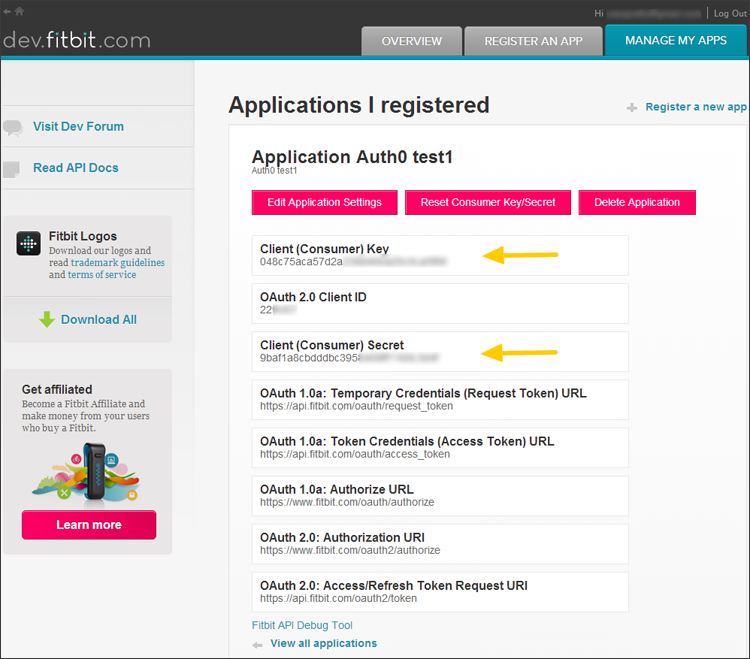 Hi
Log Out
dev.fitbit.com
OVERVIEW
REGISTER AN APP
MANAGE MY APPS
Visit Dev Forum
Read API Docs
Fitbit Logos
Download our logos and
read trademark guidelines
and terms of service
Download All
Get affiliated
Become a Fitbit Affiliate and
make money from your users
who buy a Fitbit.
Learn more
Applications I registered
Register a new app
Application Auth0 test1
Auth0 test1
Edit Application Settings
Reset Consumer Key/Secret
Delete Application
Client (Consumer) Key
048c75aca57d2a
OAuth 2.0 Client ID
22
Client (Consumer) Secret
9baf1a8cbdddbc395
OAuth 1.0a: Temporary Credentials (Request Token) URL
https://api.fitbit.com/oauth/request_token
OAuth 1.0a: Token Credentials (Access Token) URL
https://api.fitbit.com/oauth/access_token
OAuth 1.0a: Authorize URL
https://www.fitbit.com/oauth/authorize
OAuth 2.0: Authorization URI
https://www.fitbit.com/oauth2/authorize
OAuth 2.0: Access/Refresh Token Request URI
https://api.fitbit.com/oauth2/token
Fitbit API Debug Tool
View all applications